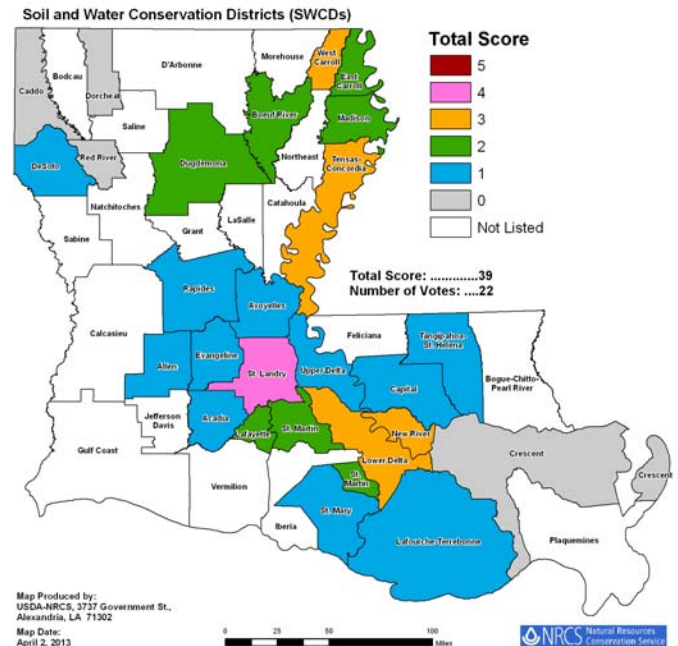 Soil and Water Conservation Districts (SWCDs)
Total Score
5
4
3
2
1
0
Not Listed
Total Score: .............39
Number of Votes: ....22
Caddo
Bodcau
Dorcheat
D'Arbonne
Morehouse
West
Carroll
East
Carroll
Saline
Boeuf River
Madison
DeSoto
Red River
Dugdemona
Northeast
Tensas-
Concordia
Natchitoches
Sabine
Grant
LaSalle
Catahoula
Rapides
Avoyelles
Calcasieu
Allen
Evangeline
St. Landry
Upper Delta
Feliciana
Tangipahoa-
St. Helena
Capital
Bogue-Chitto-
Pearl River
Gulf Coast
Jefferson
Davis
Acadia
Lafayette
St. Martin
New River
Lower Delta
Crescent
Crescent
Vermilion
Iberia
St.
Martin
St. Mary
Lafourche-Terrebonne
Plaquemines
Map Produced by:
USDA-NRCS, 3737 Government St.,
Alexandria, LA 71302
Map Date:
April 2, 2013
0
50
100
Miles
NRCS Natural Resources
Conservation Service